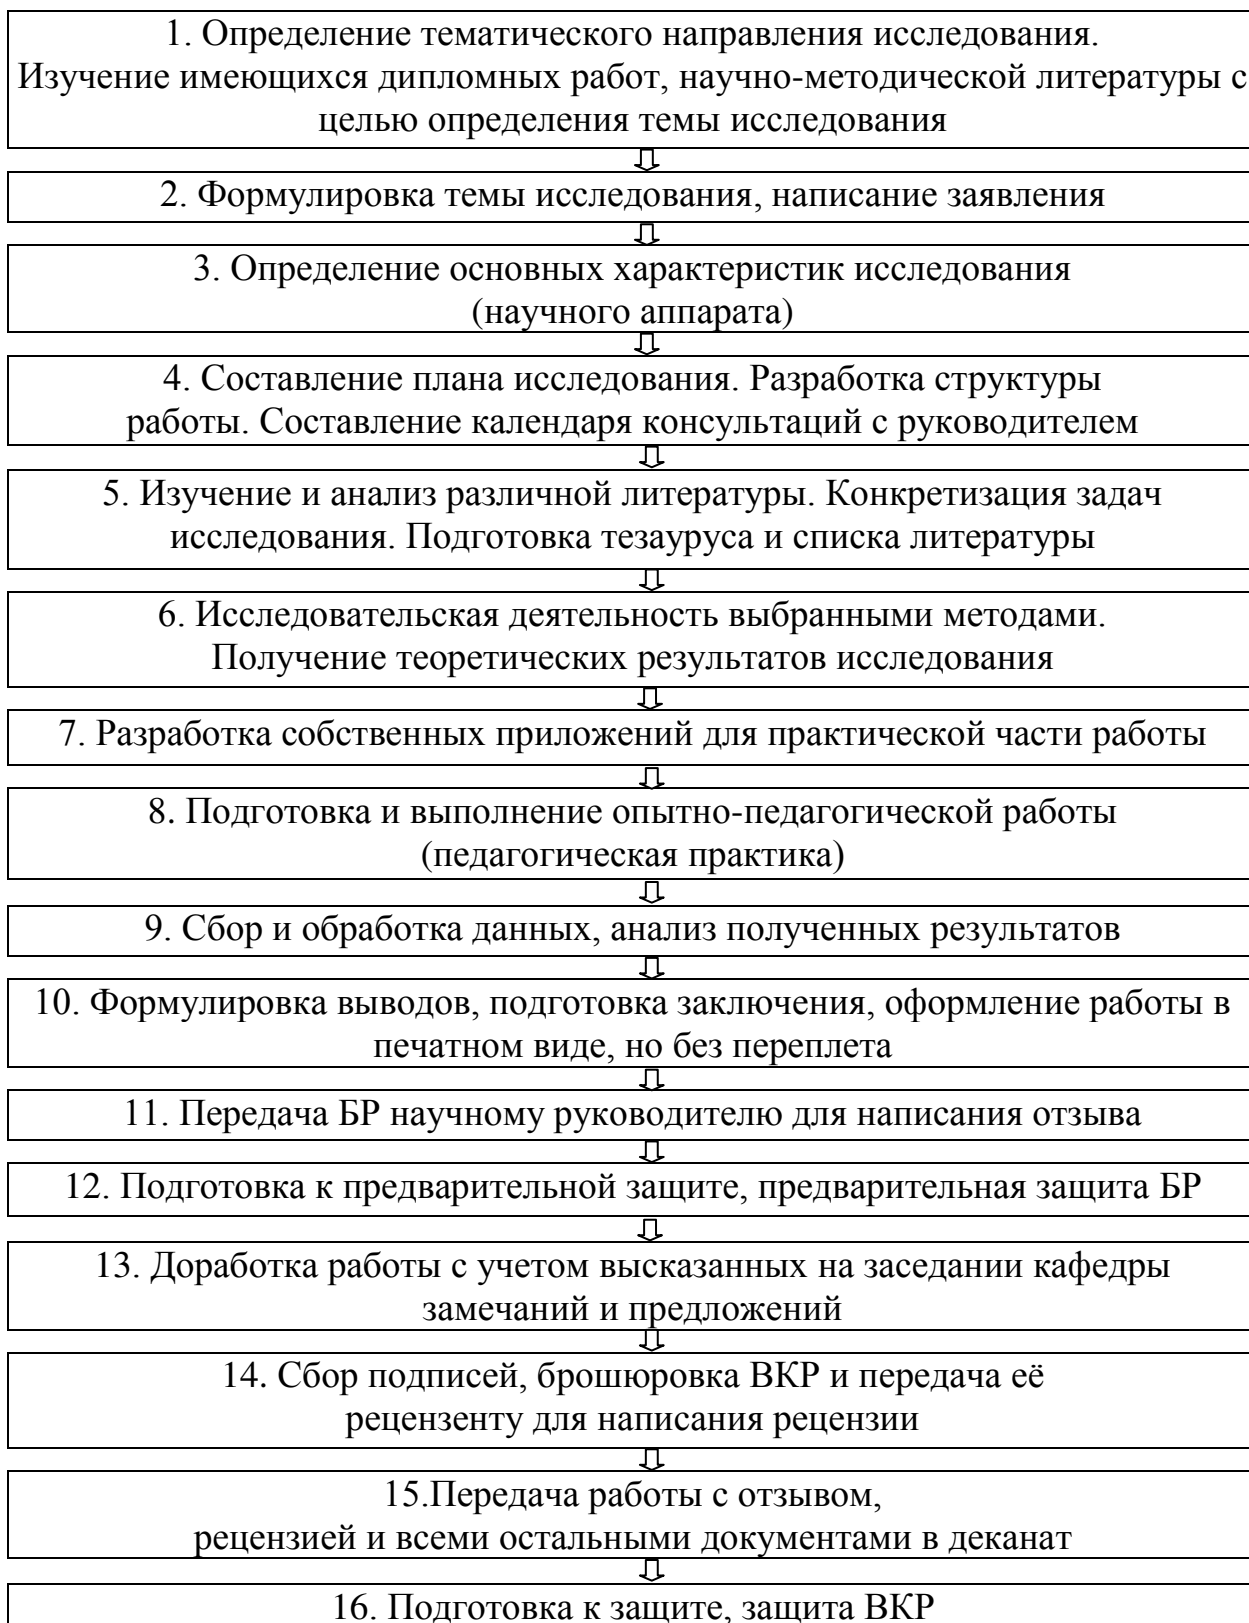 1. Определение тематического направления исследования.
Изучение имеющихся дипломных работ, научно-методической литературы с
целью определения темы исследования
2. Формулировка темы исследования, написание заявления
3. Определение основных характеристик исследования
(научного аппарата)
4. Составление плана исследования. Разработка структуры
работы. Составление календаря консультаций с руководителем
5. Изучение и анализ различной литературы. Конкретизация задач
исследования. Подготовка тезауруса и списка литературы
6. Исследовательская деятельность выбранными методами.
Получение теоретических результатов исследования
7. Разработка собственных приложений для практической части работы
8. Подготовка и выполнение опытно-педагогической работы
(педагогическая практика)
9. Сбор и обработка данных, анализ полученных результатов
10. Формулировка выводов, подготовка заключения, оформление работы в
печатном виде, но без переплета
11. Передача БР научному руководителю для написания отзыва
12. Подготовка к предварительной защите, предварительная защита БР
13. Доработка работы с учетом высказанных на заседании кафедры
замечаний и предложений
14. Сбор подписей, брошюровка ВКР и передача её
рецензенту для написания рецензии
15.Передача работы с отзывом,
рецензией и всеми остальными документами в деканат
16. Подготовка к защите, защита ВКР